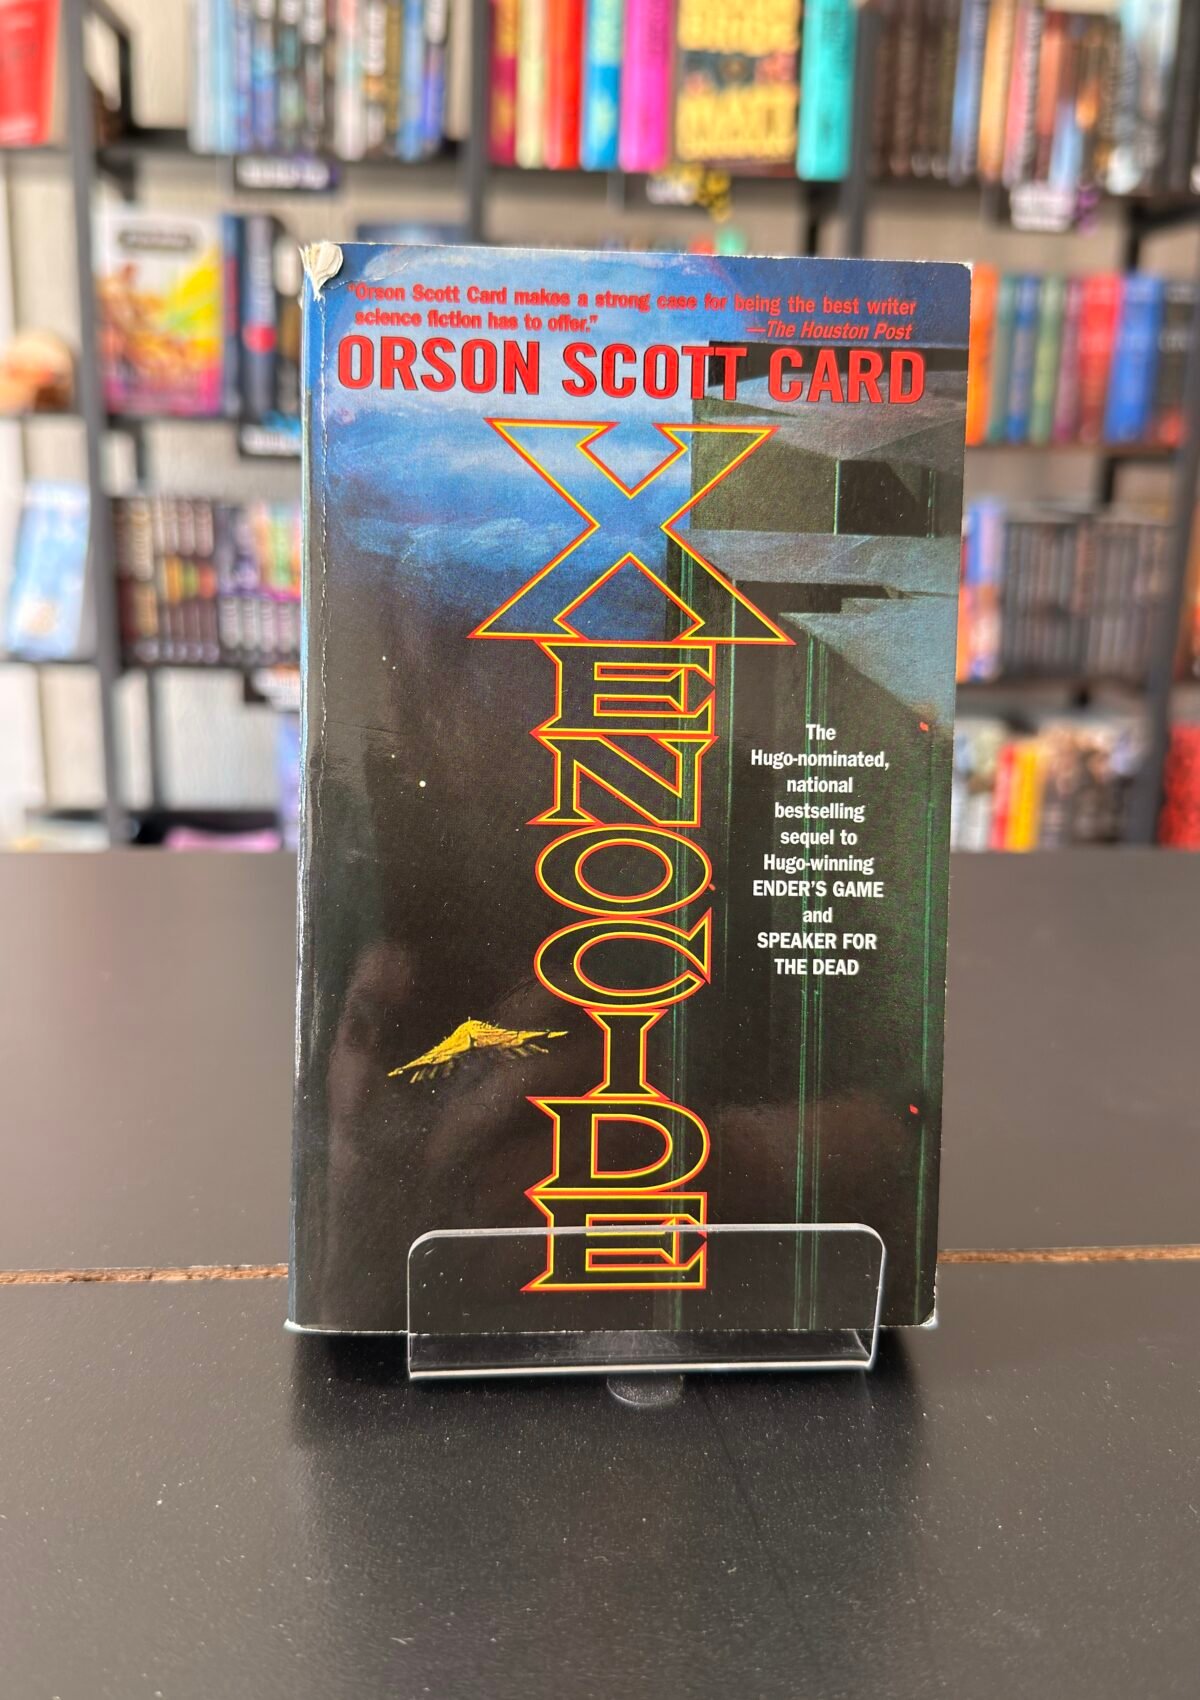 "Orson Scott Card makes a strong case for being the best writer
science fiction has to offer."
—The Houston Post
ORSON SCOTT CARD
XENOCIDE
The
Hugo-nominated,
national
bestselling
sequel to
Hugo-winning
ENDER'S GAME
and
SPEAKER FOR
THE DEAD